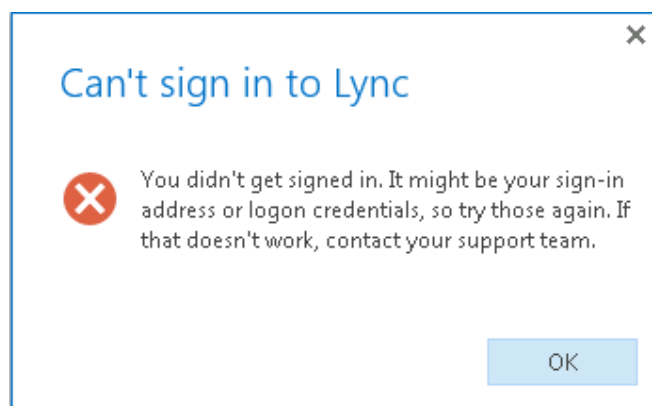 Can't sign in to Lync
You didn't get signed in. It might be your sign-in
address or logon credentials, so try those again. If
that doesn't work, contact your support team.
OK